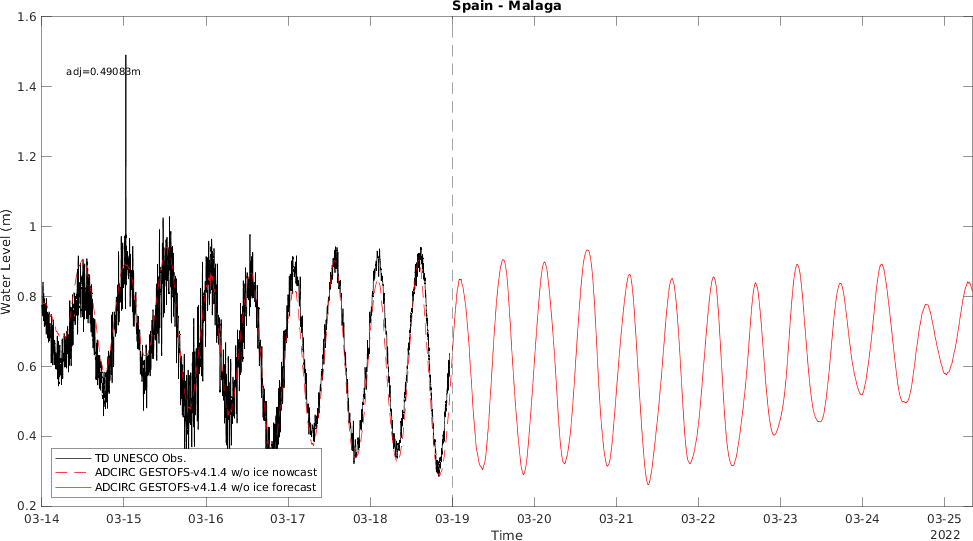 Spain - Malaga
1.6
1.4
1.2
1
0.8
0.6
0.4
0.2
Water Level (m)
adj=0.49083m
TD UNESCO Obs.
ADCIRC GESTOFS-v4.1.4 w/o ice nowcast
ADCIRC GESTOFS-v4.1.4 w/o ice forecast
03-14 03-15 03-16 03-17 03-18 03-19 03-20 03-21 03-22 03-23 03-24 03-25
2022
Time